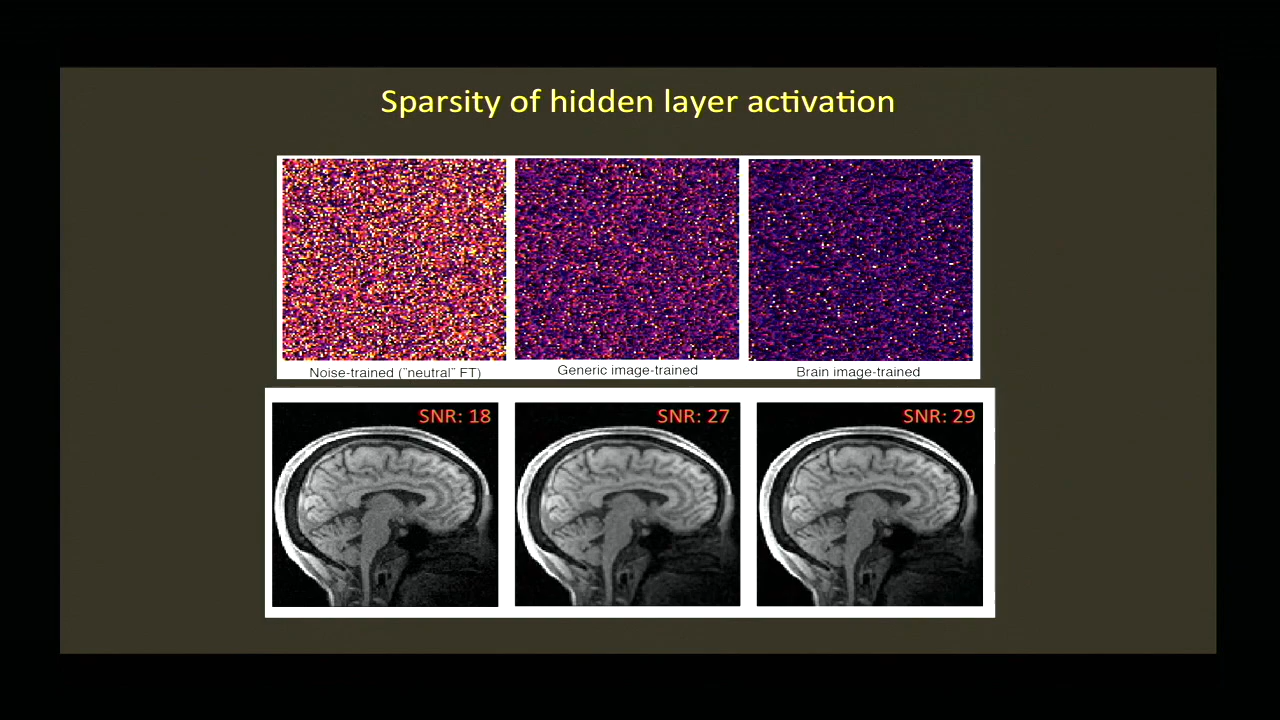 Sparsity of hidden layer activation
Noise-trained ("neutral" FT)
Generic image-trained
Brain image-trained
SNR: 18
SNR: 27
SNR: 29